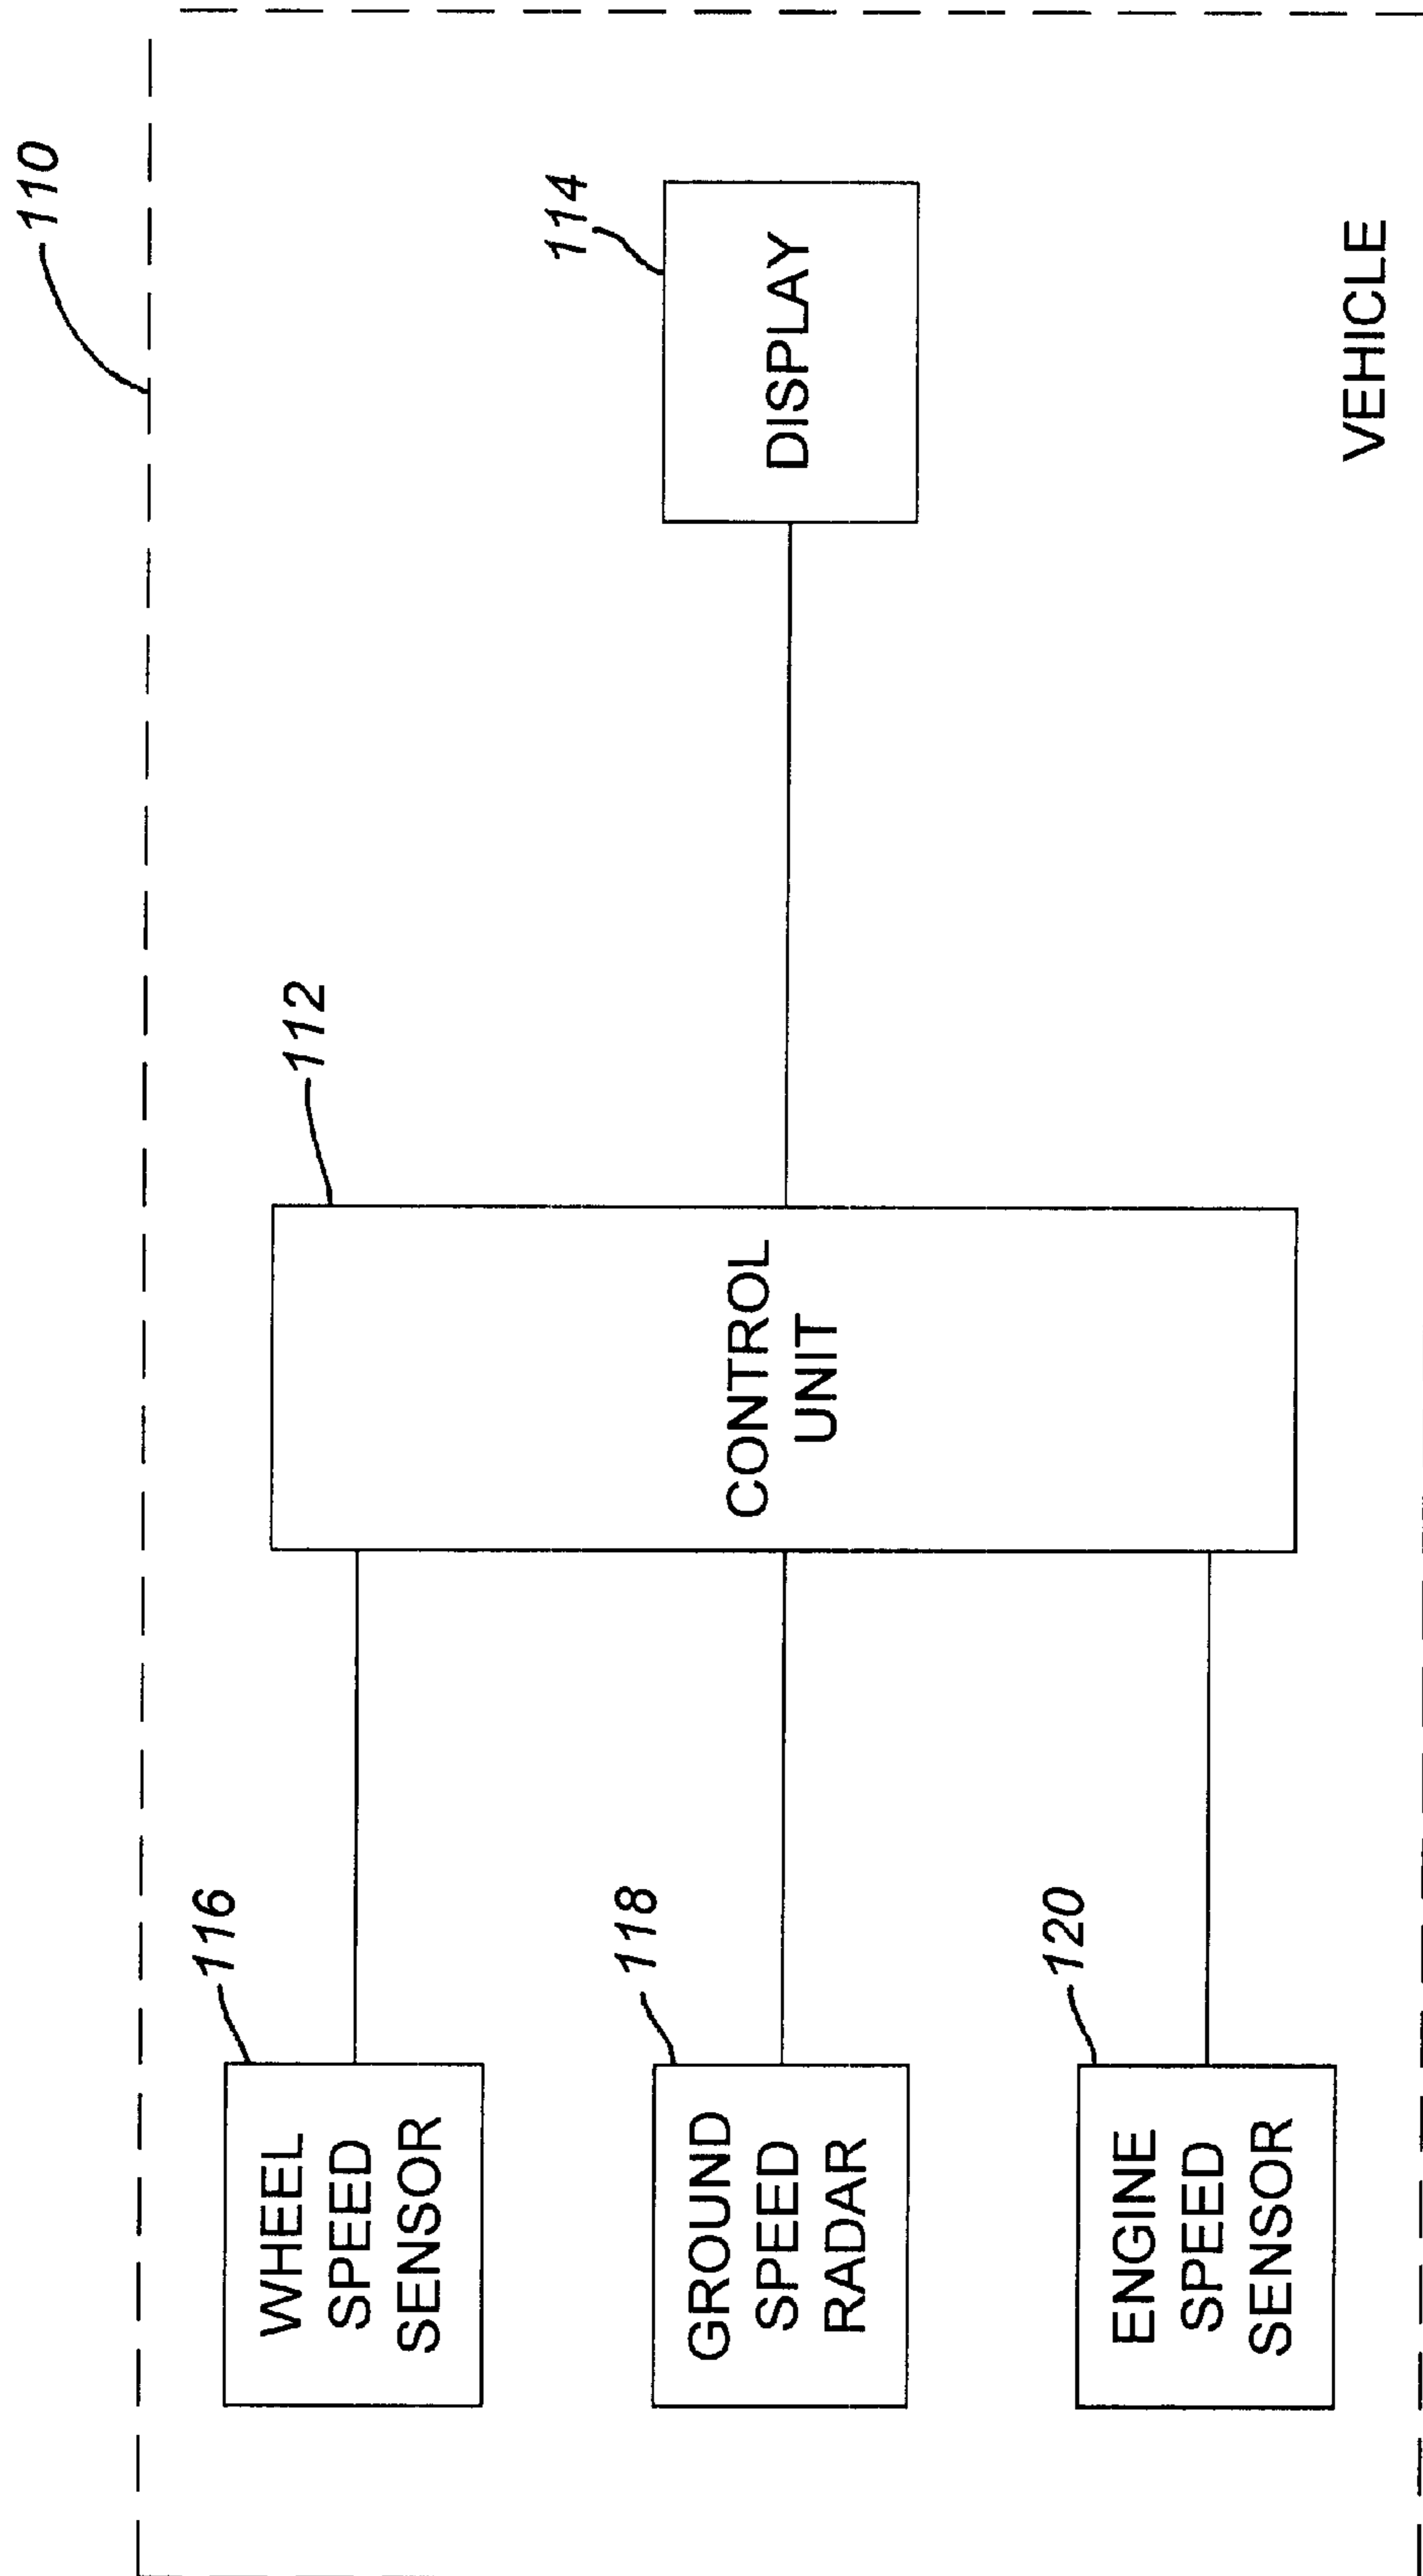 110
116
WHEEL
SPEED
SENSOR
118
GROUND
SPEED
RADAR
120
ENGINE
SPEED
SENSOR
112
CONTROL
UNIT
114
DISPLAY
VEHICLE